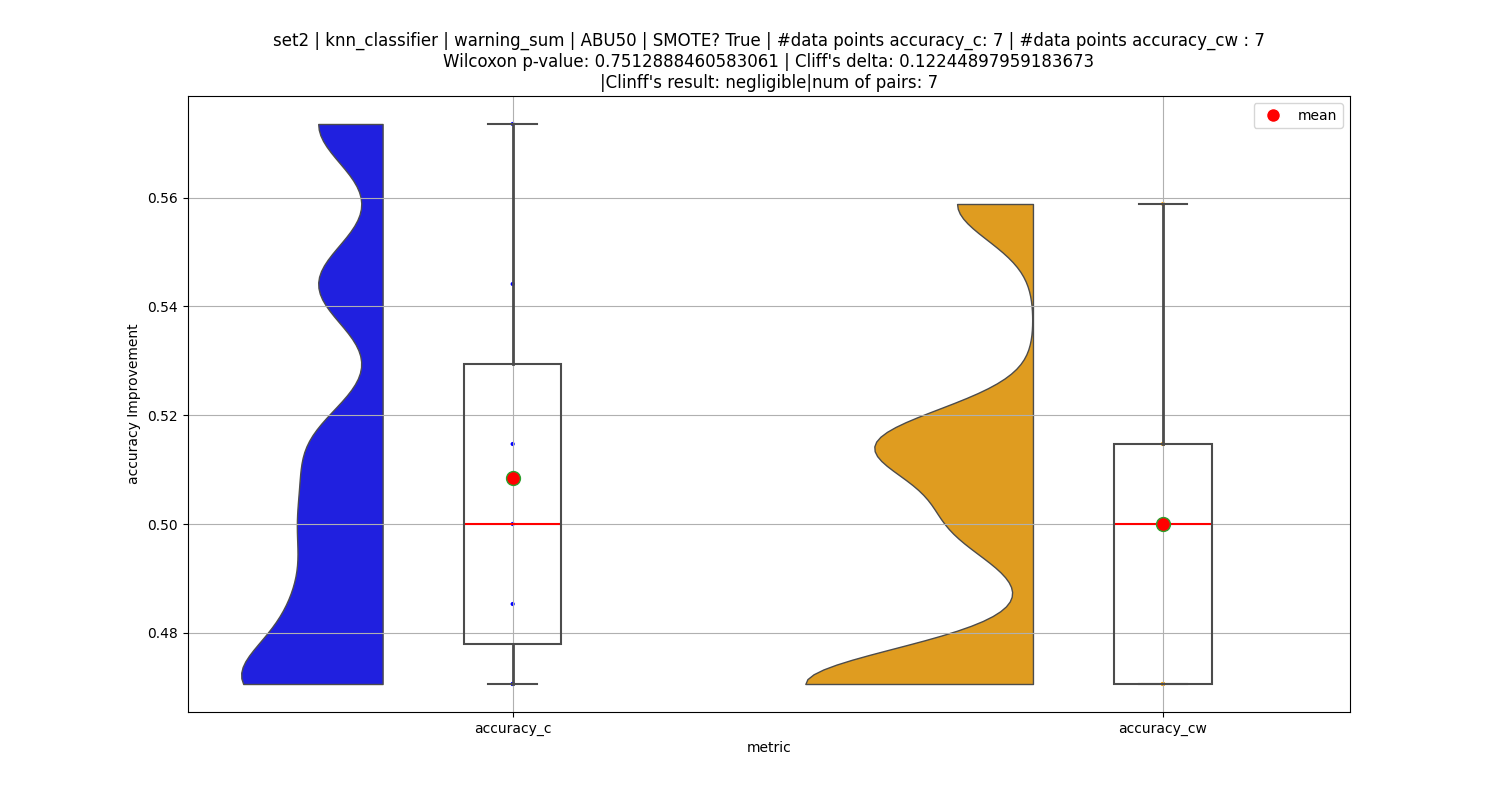 set2 | knn_classifier | warning_sum | ABU50 | SMOTE? True | #data points accuracy_c: 7 | #data points accuracy_cw : 7
Wilcoxon p-value: 0.7512888460583061 | Cliff's delta: 0.12244897959183673
|Clinff's result: negligible|num of pairs: 7
mean
0.56
0.54
0.52
0.50
0.48
accuracy Improvement
accuracy_c
accuracy_cw
metric